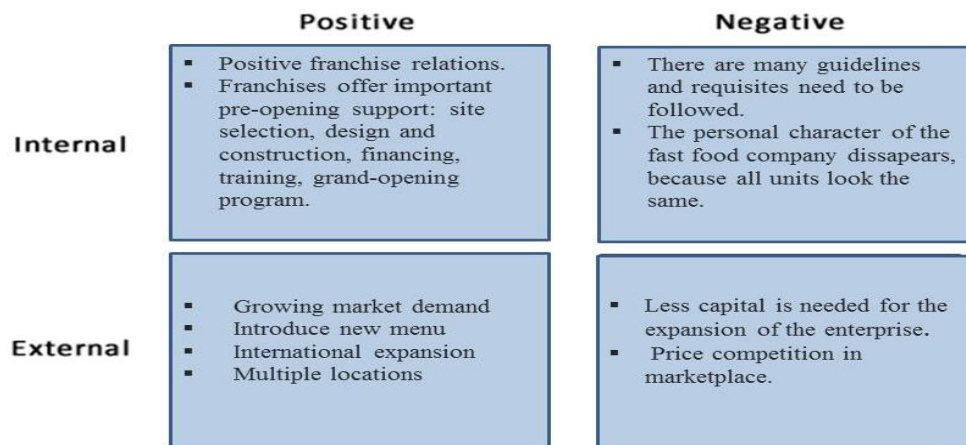 Positive
Negative
Internal
▪ Positive franchise relations.
▪ Franchises offer important
pre-opening support: site
selection, design and
construction, financing,
training, grand-opening
program.
▪ There are many guidelines
and requisites need to be
followed.
▪ The personal character of the
fast food company dissapears,
because all units look the
same.
External
▪ Growing market demand
▪ Introduce new menu
▪ International expansion
▪ Multiple locations
▪ Less capital is needed for the
expansion of the enterprise.
▪ Price competition in
marketplace.